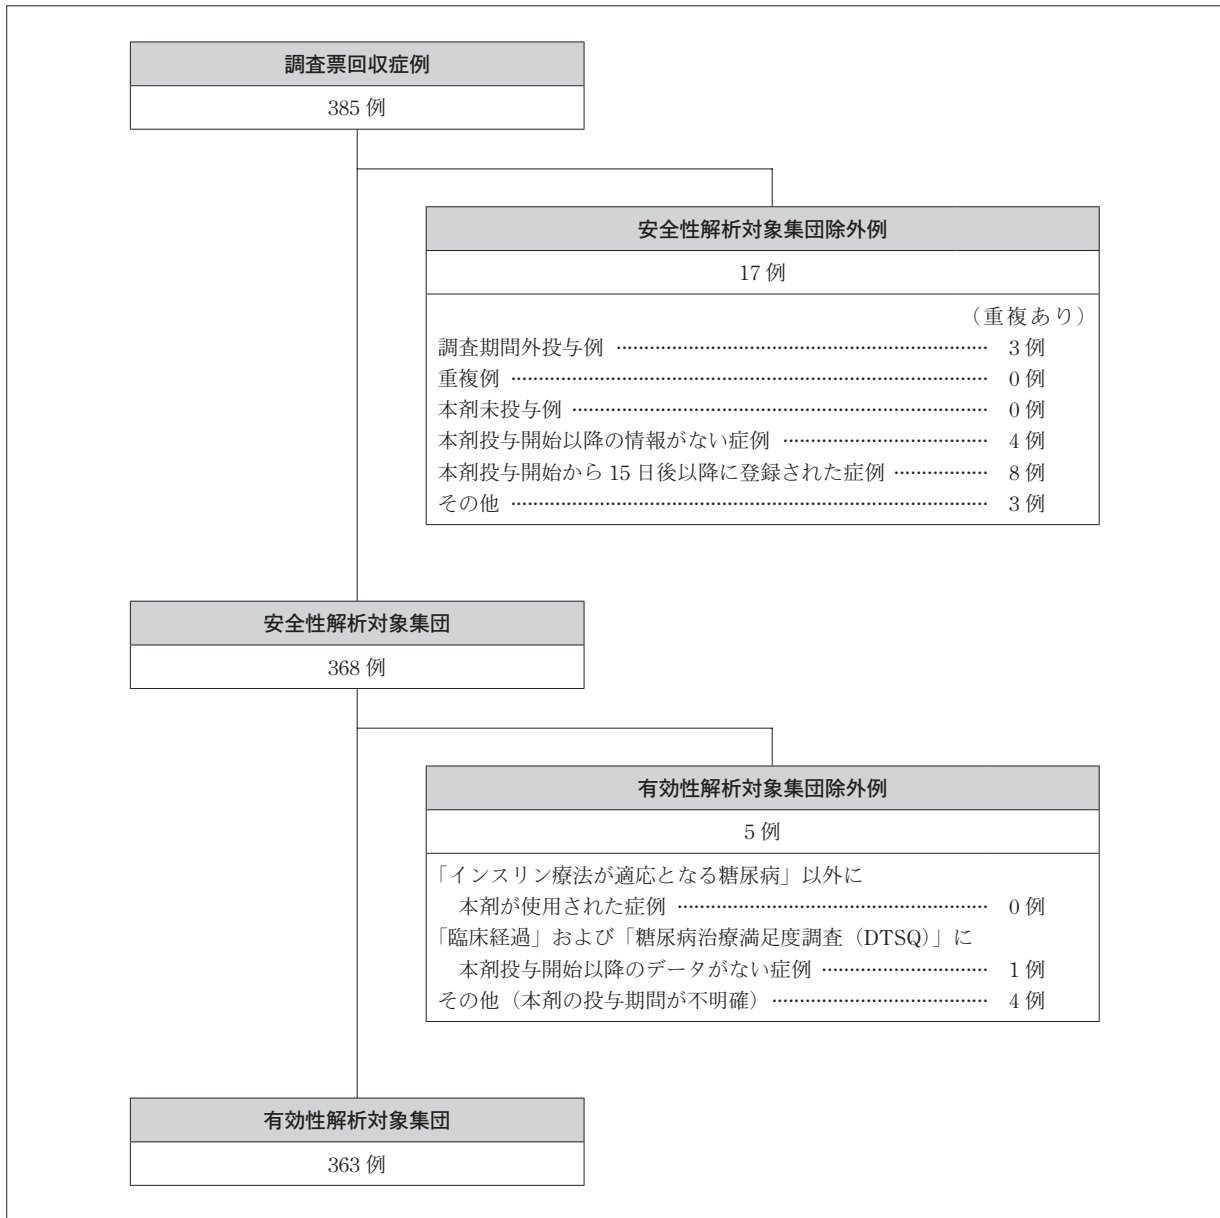 調査票回収症例
385 例
安全性解析対象集団除外例
17 例
（重複あり）
調査期間外投与例 ………………………………………………………… 3 例
重複例 ………………………………………………………………………… 0 例
本剤未投与例 ……………………………………………………………… 0 例
本剤投与開始以降の情報がない症例 ……………………………… 4 例
本剤投与開始から 15 日後以降に登録された症例 ……………… 8 例
その他 ………………………………………………………………………… 3 例
安全性解析対象集団
368 例
有効性解析対象集団除外例
5 例
「インスリン療法が適応となる糖尿病」以外に
本剤が使用された症例 ……………………………………………… 0 例
「臨床経過」および「糖尿病治療満足度調査（DTSQ）」に
本剤投与開始以降のデータがない症例 ………………………… 1 例
その他（本剤の投与期間が不明確） ………………………………… 4 例
有効性解析対象集団
363 例